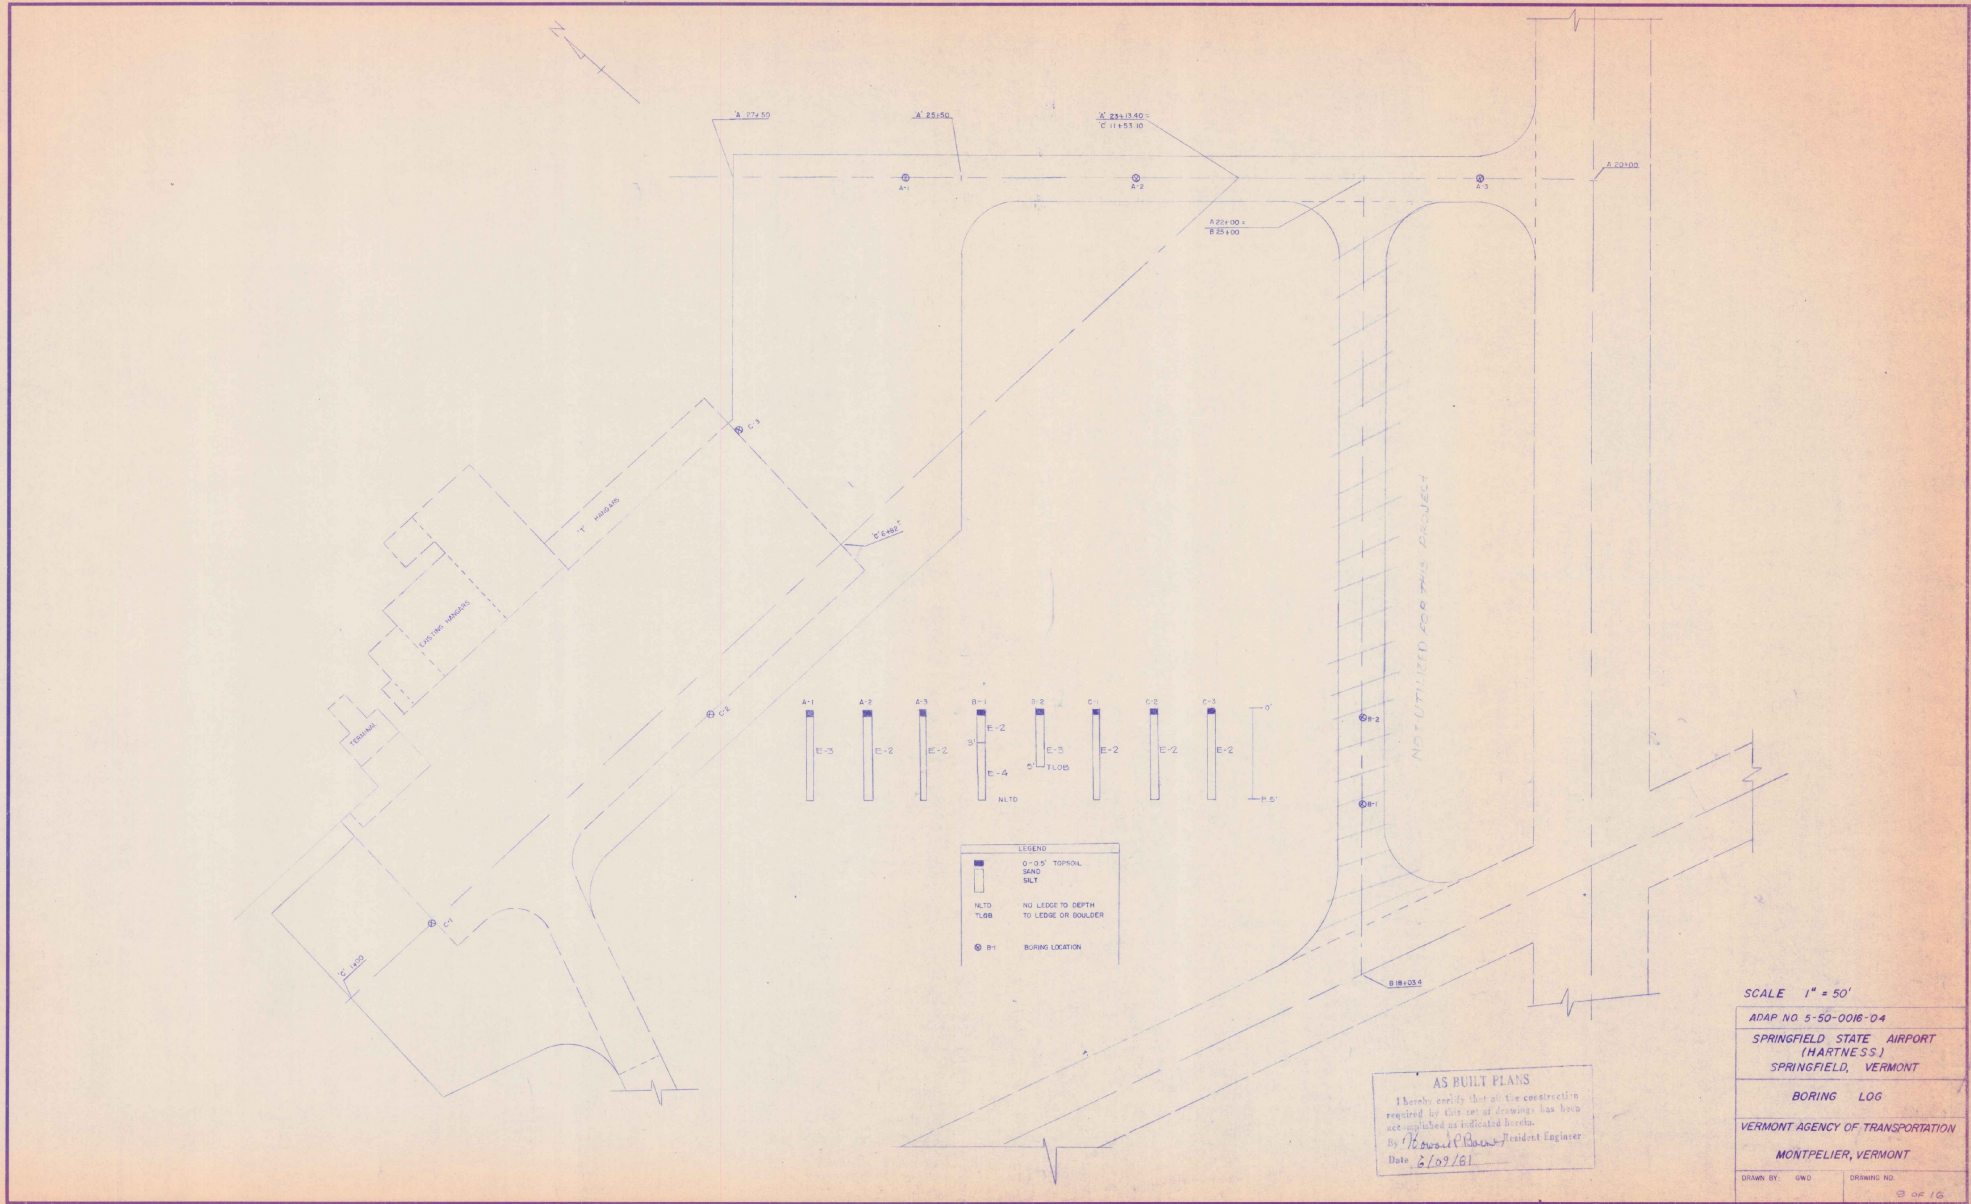 N
'A' 27+50
'A' 25+50
'A' 23+13.40 =
'C' 11+53.10
A 20+00
A-1
A-2
A-3
A 22+00 =
B 25+00
C-3
'T' HANGARS
'C' 6+82
EXISTING HANGARS
TERMINAL
C-2
C-1
'C' 1+00
NOT UTILIZED FOR THIS PROJECT
B-2
B-1
B 18+03.4
A-1 A-2 A-3 B-1 B-2 C-1 C-2 C-3
0'
E-2
3'
E-3 E-2 E-2 E-3 E-2 E-2 E-2
5' TLOB
E-4
NLTD
LEGEND
0-0.5' TOPSOIL
SAND
SILT
NLTD NO LEDGE TO DEPTH
TLOB TO LEDGE OR BOULDER
B-1 BORING LOCATION
AS BUILT PLANS
I hereby certify that all the construction
required by this set of drawings has been
accomplished as indicated herein.
By Resident Engineer
Date
SCALE 1" = 50'
ADAP NO. 5-50-0016-04
SPRINGFIELD STATE AIRPORT
(HARTNESS)
SPRINGFIELD, VERMONT
BORING LOG
VERMONT AGENCY OF TRANSPORTATION
MONTPELIER, VERMONT
DRAWN BY: GWD DRAWING NO.
9 OF 16